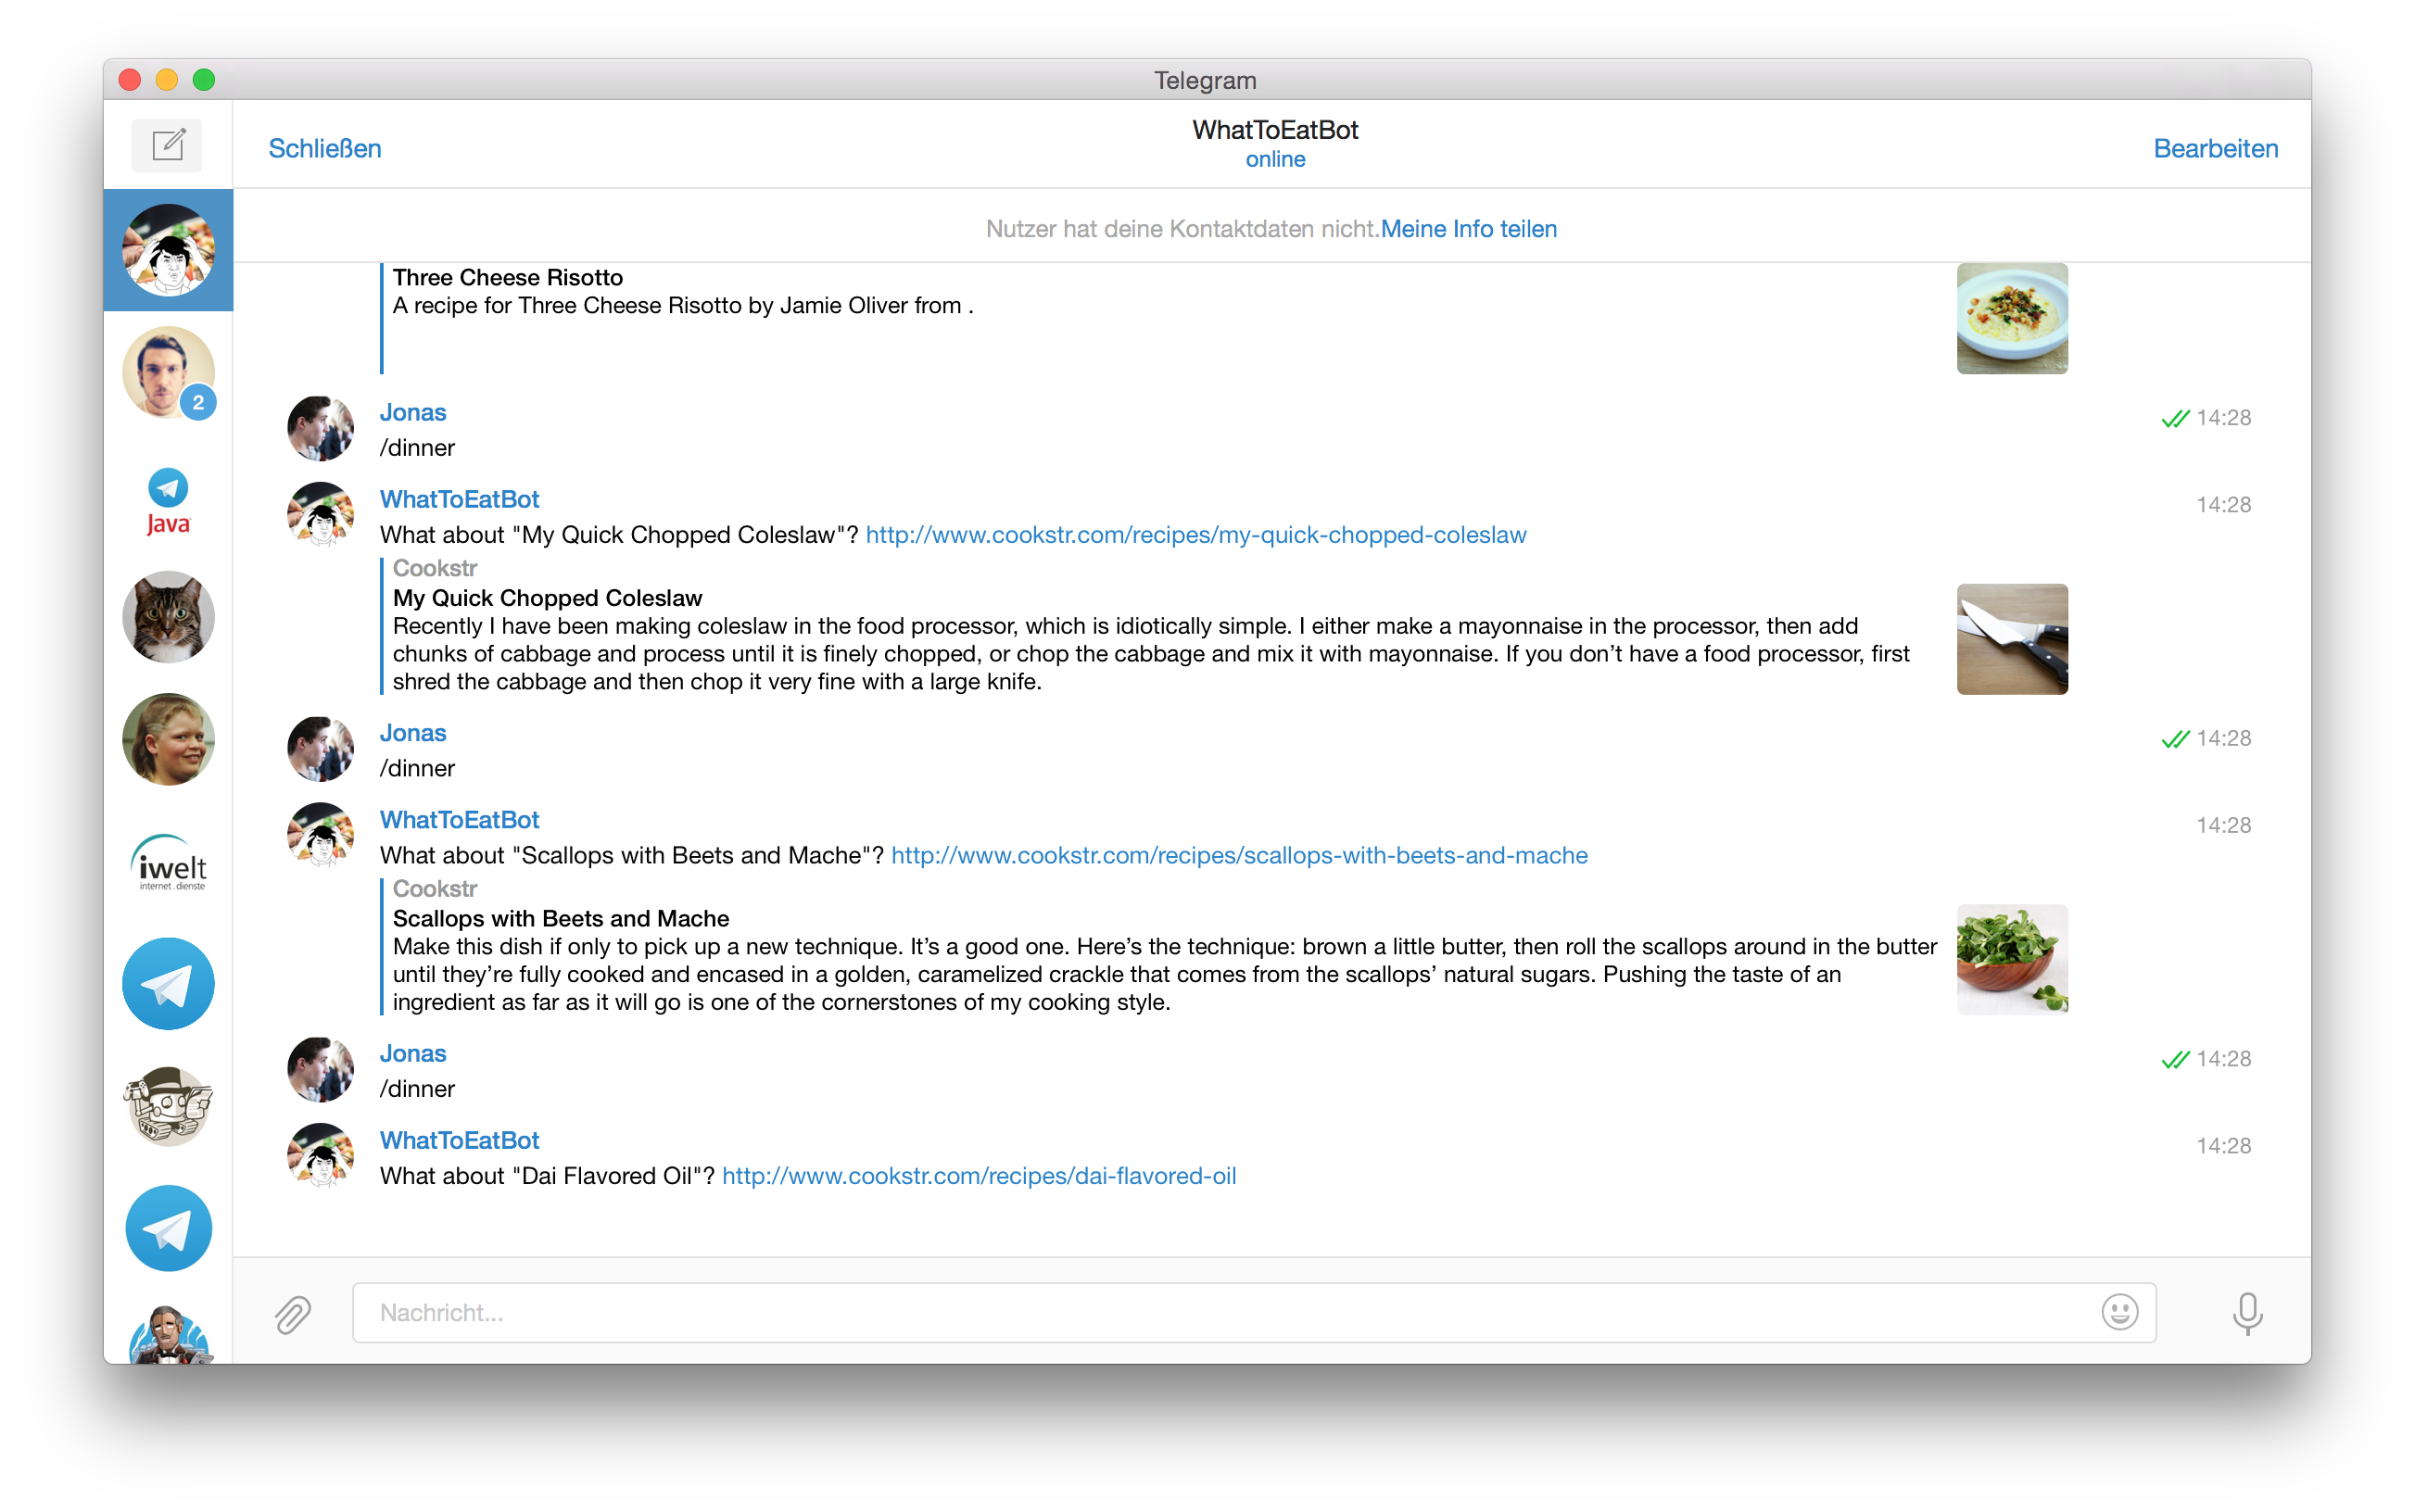 Telegram
Schließen
WhatToEatBot
online
Bearbeiten
Nutzer hat deine Kontaktdaten nicht.Meine Info teilen
Three Cheese Risotto
A recipe for Three Cheese Risotto by Jamie Oliver from .
Jonas
14:28
/dinner
WhatToEatBot
14:28
What about "My Quick Chopped Coleslaw"? http://www.cookstr.com/recipes/my-quick-chopped-coleslaw
Cookstr
My Quick Chopped Coleslaw
Recently I have been making coleslaw in the food processor, which is idiotically simple. I either make a mayonnaise in the processor, then add
chunks of cabbage and process until it is finely chopped, or chop the cabbage and mix it with mayonnaise. If you don’t have a food processor, first
shred the cabbage and then chop it very fine with a large knife.
Jonas
14:28
/dinner
WhatToEatBot
14:28
What about "Scallops with Beets and Mache"? http://www.cookstr.com/recipes/scallops-with-beets-and-mache
Cookstr
Scallops with Beets and Mache
Make this dish if only to pick up a new technique. It’s a good one. Here’s the technique: brown a little butter, then roll the scallops around in the butter
until they’re fully cooked and encased in a golden, caramelized crackle that comes from the scallops’ natural sugars. Pushing the taste of an
ingredient as far as it will go is one of the cornerstones of my cooking style.
Jonas
14:28
/dinner
WhatToEatBot
14:28
What about "Dai Flavored Oil"? http://www.cookstr.com/recipes/dai-flavored-oil
Nachricht...
2
Java
iwelt
internet.dienste